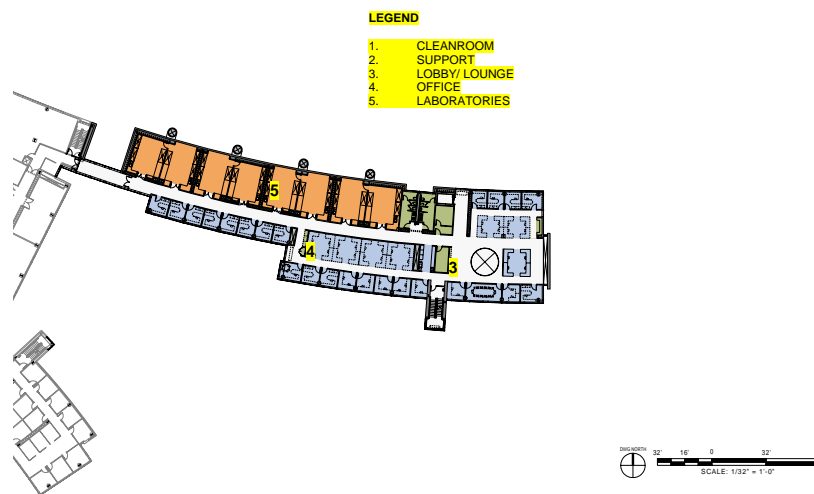 LEGEND
1. CLEANROOM
2. SUPPORT
3. LOBBY/ LOUNGE
4. OFFICE
5. LABORATORIES
5
4
3
DWG NORTH
32' 16' 0 32'
SCALE: 1/32" = 1'-0"